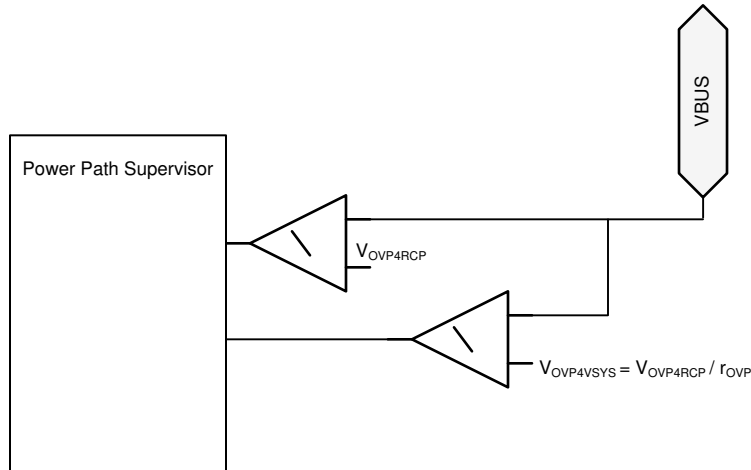 VBUS
Power Path Supervisor
VOVP4RCP
VOVP4VSYS = VOVP4RCP / rOVP